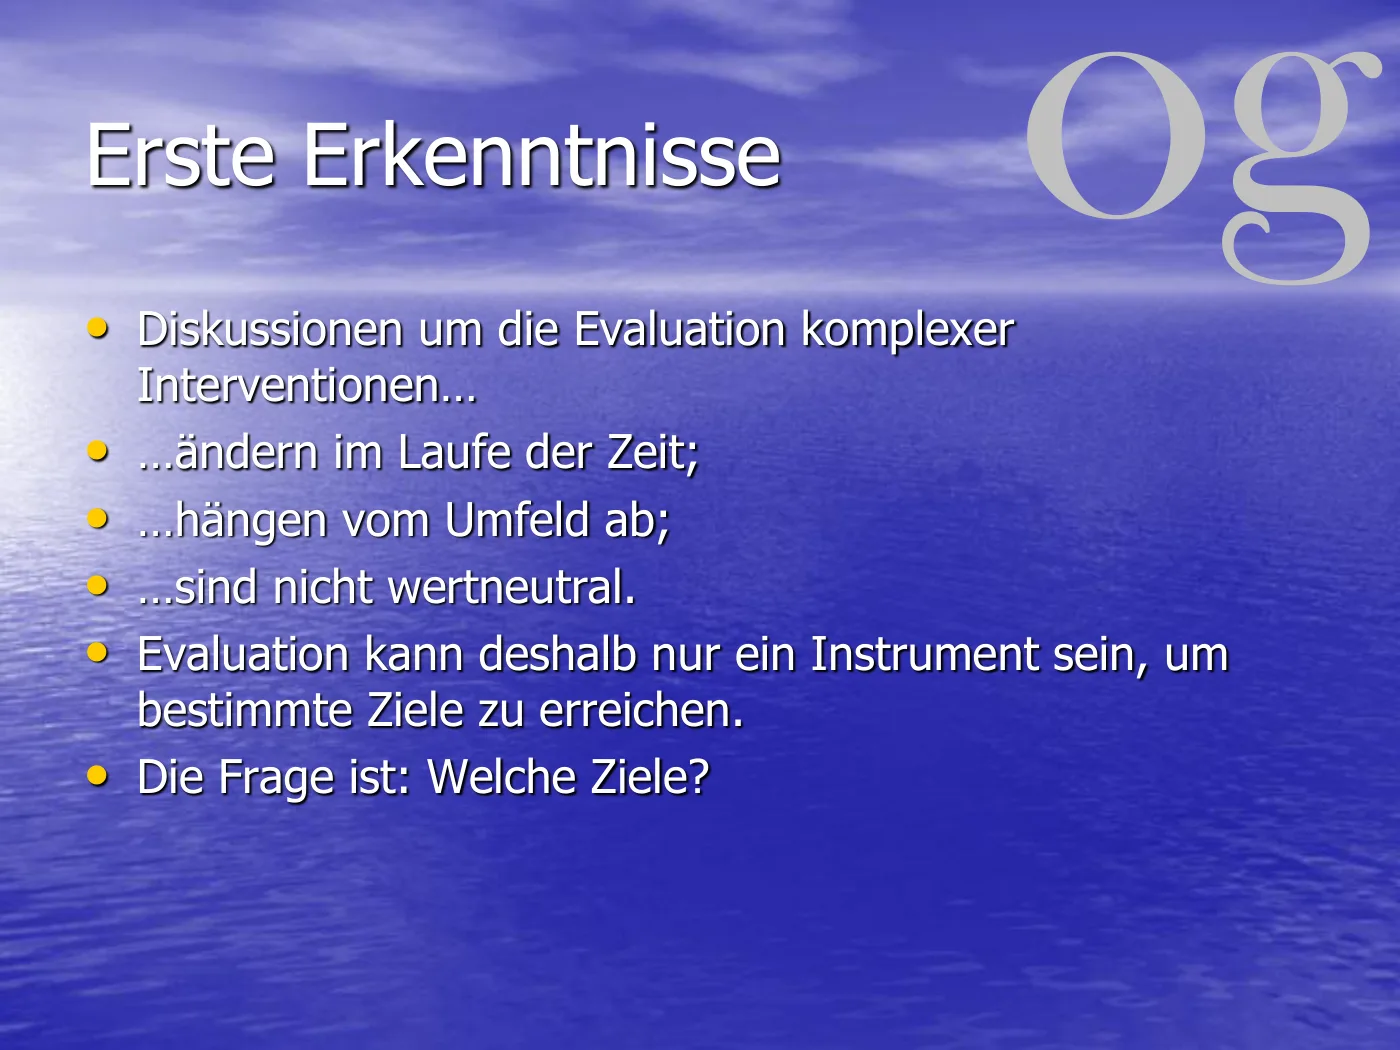 og
Erste Erkenntnisse
• Diskussionen um die Evaluation komplexer
Interventionen…
• …ändern im Laufe der Zeit;
• …hängen vom Umfeld ab;
• …sind nicht wertneutral.
• Evaluation kann deshalb nur ein Instrument sein, um
bestimmte Ziele zu erreichen.
• Die Frage ist: Welche Ziele?